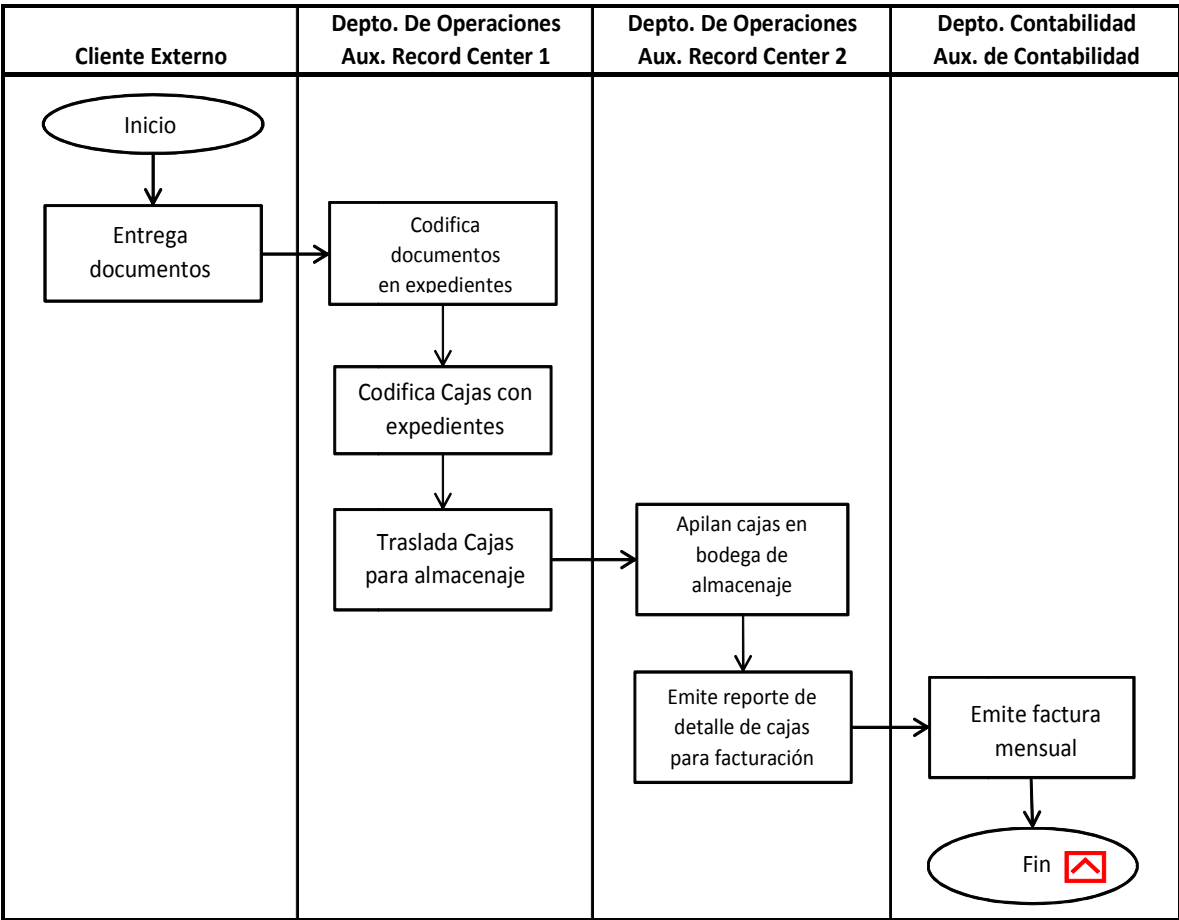 Cliente Externo
Depto. De Operaciones
Aux. Record Center 1
Depto. De Operaciones
Aux. Record Center 2
Depto. Contabilidad
Aux. de Contabilidad
Inicio
Entrega
documentos
Codifica
documentos
en expedientes
Codifica Cajas con
expedientes
Traslada Cajas
para almacenaje
Apilan cajas en
bodega de
almacenaje
Emite reporte de
detalle de cajas
para facturación
Emite factura
mensual
Fin